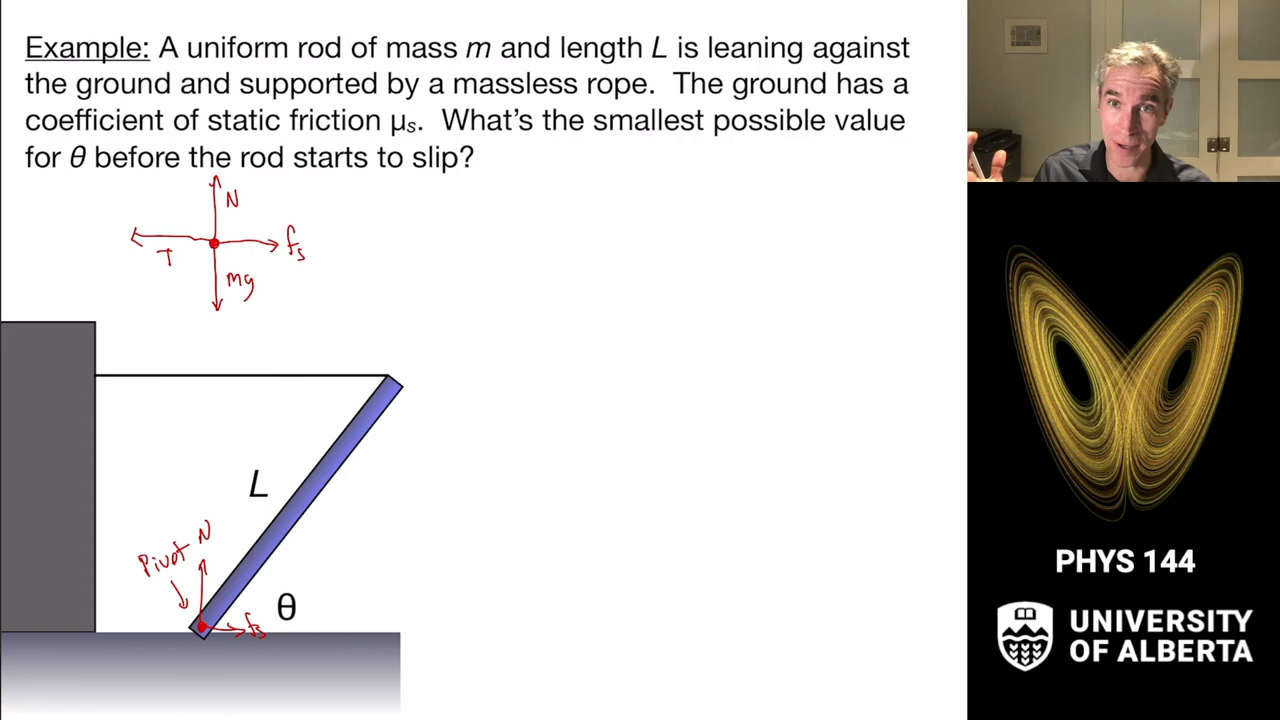 Example: A uniform rod of mass m and length L is leaning against
the ground and supported by a massless rope. The ground has a
coefficient of static friction μs. What's the smallest possible value
for θ before the rod starts to slip?
N
T
fs
mg
L
Pivot
N
θ
fs
PHYS 144
UNIVERSITY
OF ALBERTA